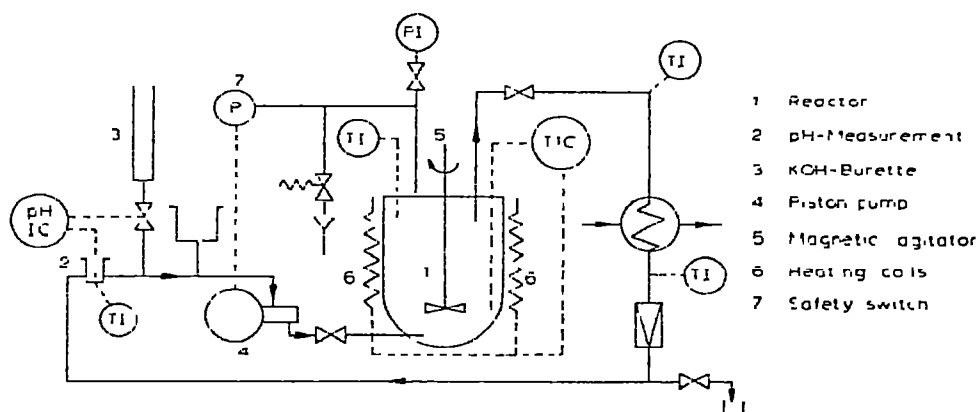 PI
TI
7
P
3
TI
5
TIC
pH
IC
2
TI
4
6
1
6
TI
1 Reactor
2 pH-Measurement
3 KOH-Burette
4 Piston pump
5 Magnetic agitator
6 Heating coils
7 Safety switch